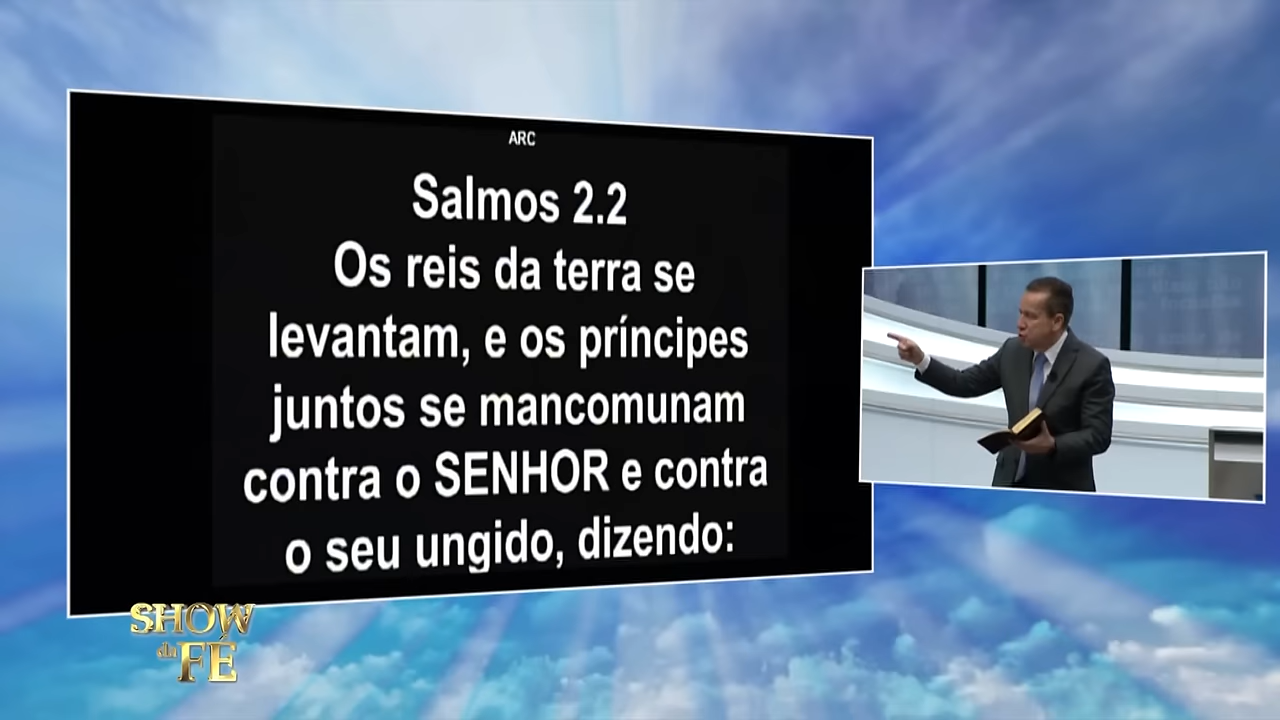 ARC
Salmos 2.2
Os reis da terra se
levantam, e os príncipes
juntos se mancomunam
contra o SENHOR e contra
o seu ungido, dizendo:
SHOW
da FÉ